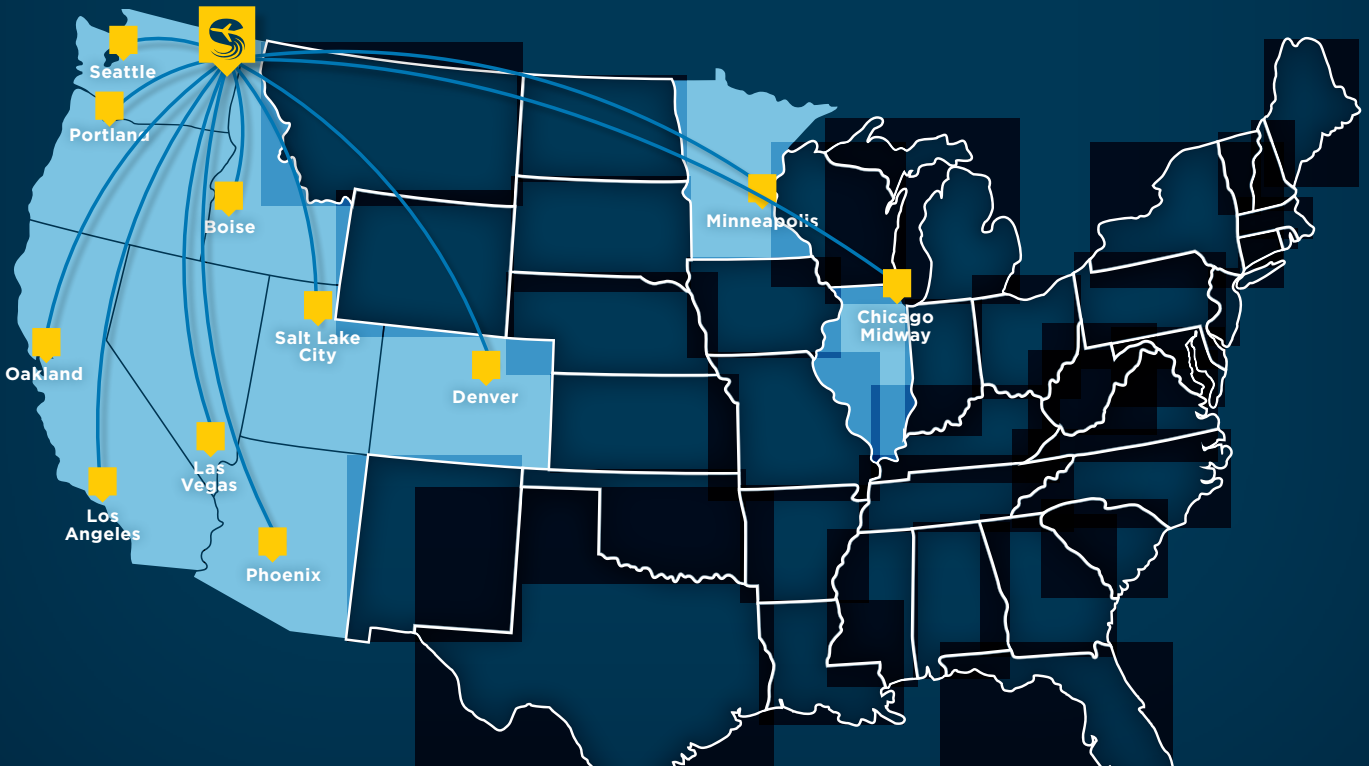 Seattle
Portland
Boise
Minneapolis
Salt Lake
City
Chicago
Midway
Oakland
Denver
Las
Vegas
Los
Angeles
Phoenix